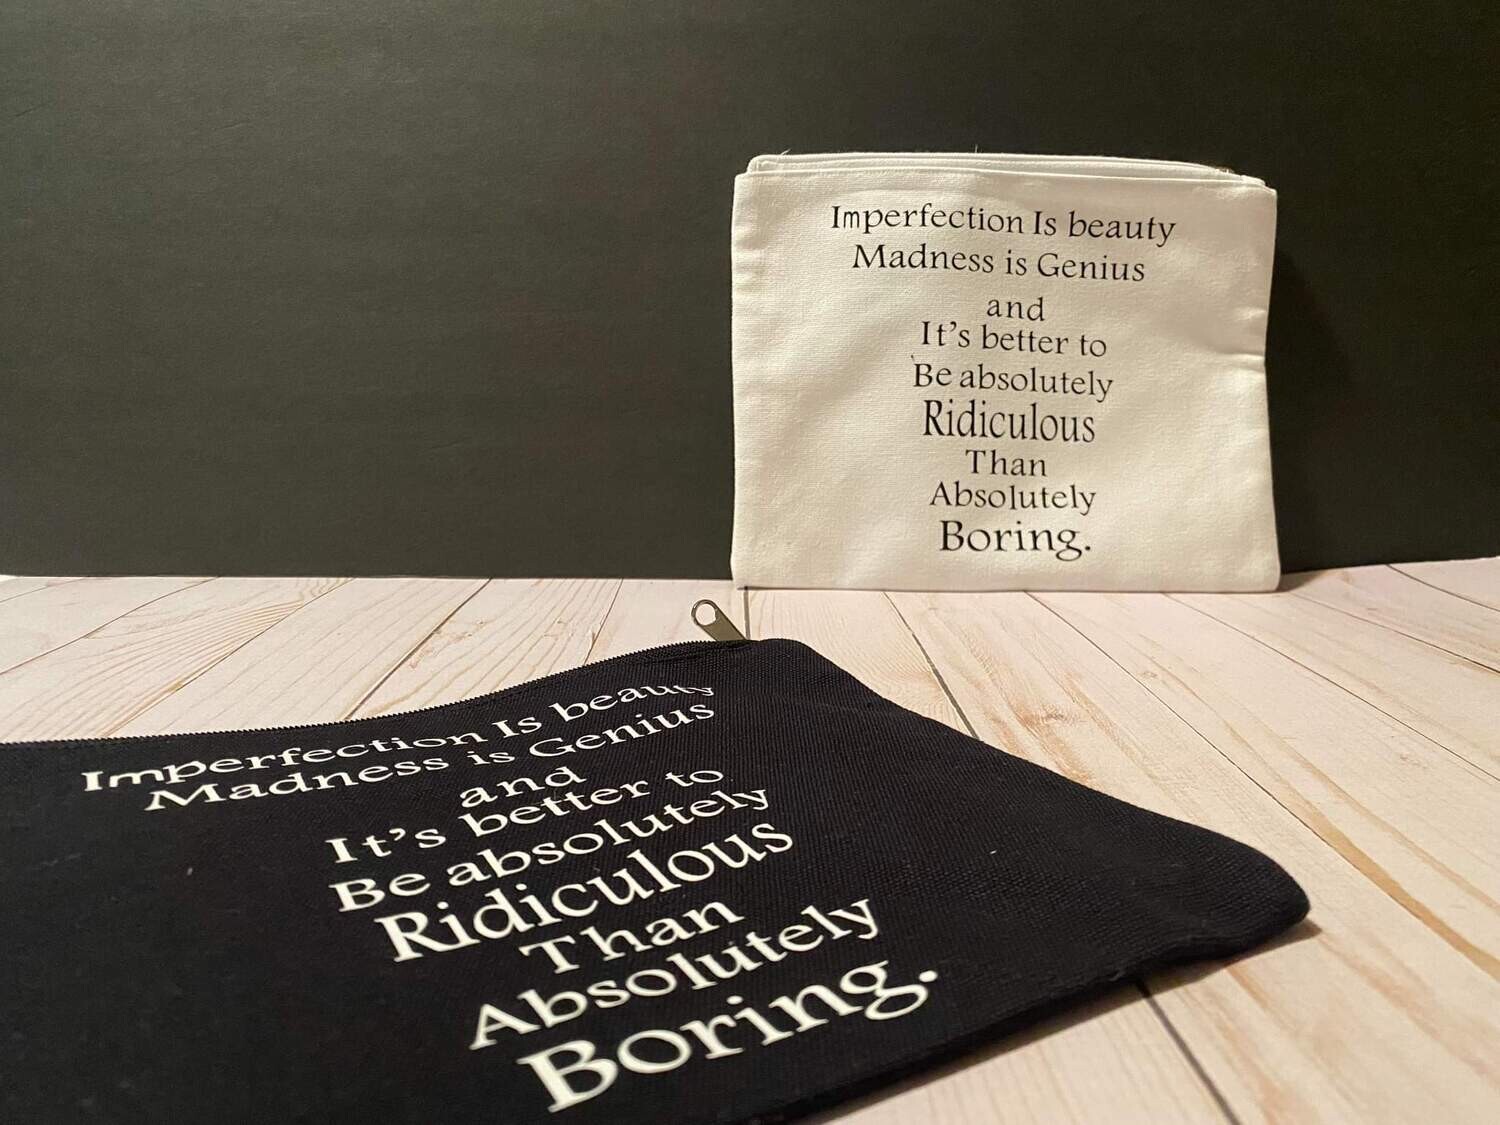 Imperfection Is beauty
Madness is Genius
and
It's better to
Be absolutely
Ridiculous
Than
Absolutely
Boring.
Imperfection Is beauty
Madness is Genius
and
It's better to
Be absolutely
Ridiculous
Than
Absolutely
Boring.